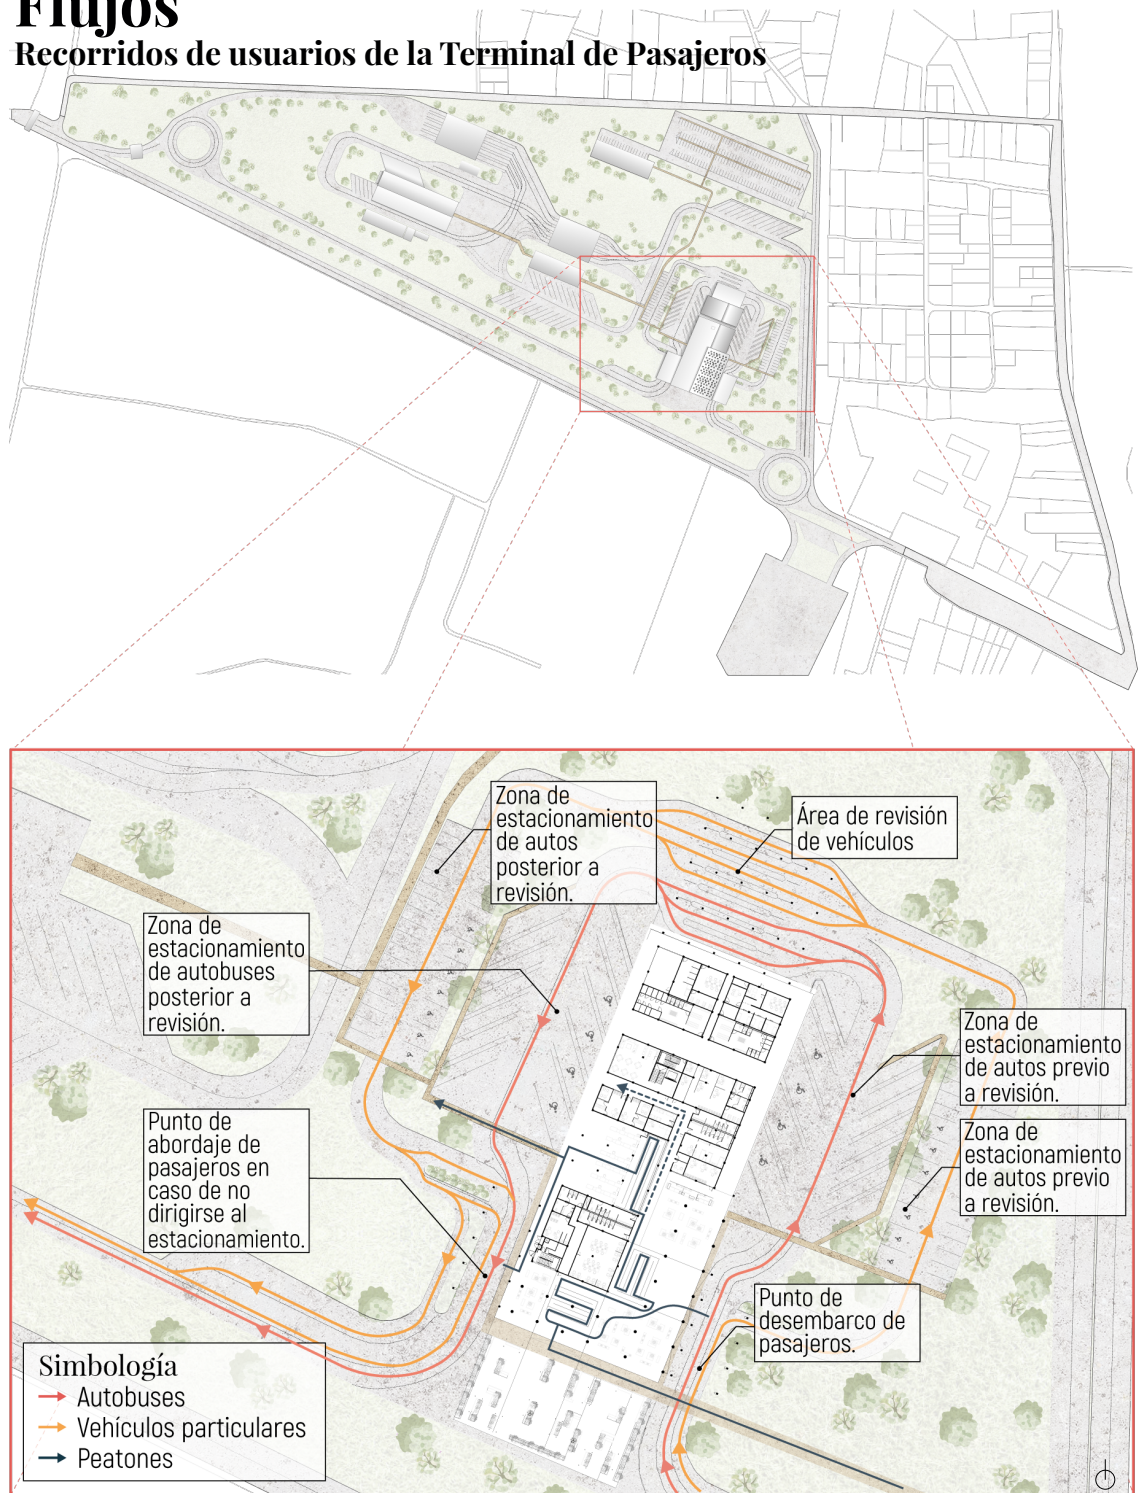 Flujos
Recorridos de usuarios de la Terminal de Pasajeros
Zona de
estacionamiento
de autos
posterior a
revisión.
Área de revisión
de vehículos
Zona de
estacionamiento
de autobuses
posterior a
revisión.
Zona de
estacionamiento
de autos previo
a revisión.
Punto de
abordaje de
pasajeros en
caso de no
dirigirse al
estacionamiento.
Zona de
estacionamiento
de autos previo
a revisión.
Punto de
desembarco de
pasajeros.
Simbología
Autobuses
Vehículos particulares
Peatones